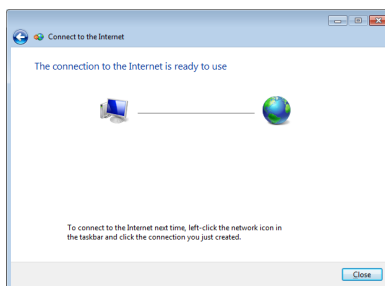 Connect to the Internet
The connection to the Internet is ready to use
To connect to the Internet next time, left-click the network icon in
the taskbar and click the connection you just created.
Close